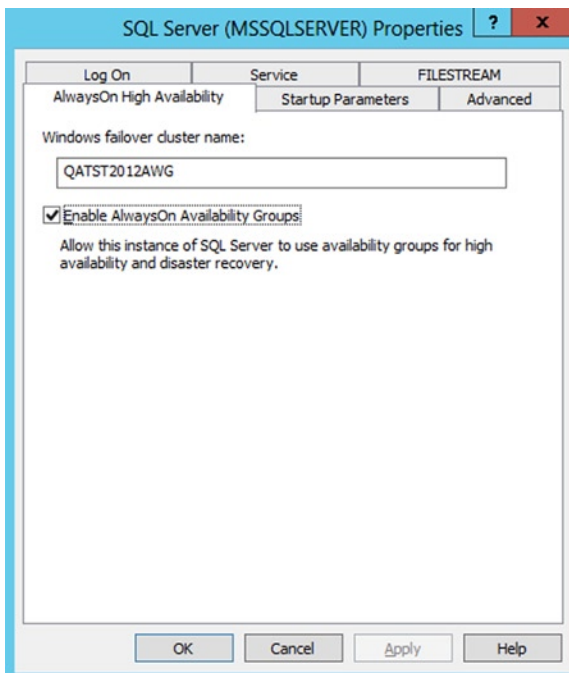 SQL Server (MSSQLSERVER) Properties
?
x
Log On
Service
FILESTREAM
AlwaysOn High Availability
Startup Parameters
Advanced
Windows failover cluster name:
QATST2012AWG
Enable AlwaysOn Availability Groups
Allow this instance of SQL Server to use availability groups for high
availability and disaster recovery.
OK
Cancel
Apply
Help